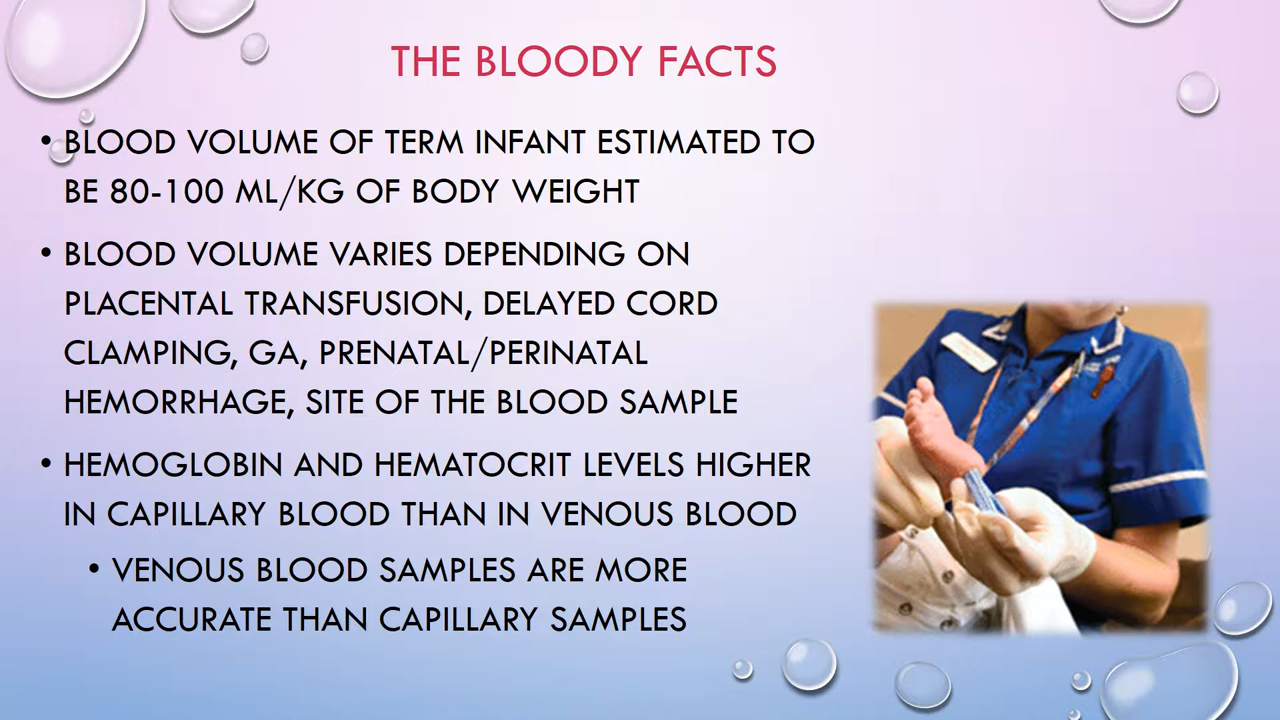 THE BLOODY FACTS
• BLOOD VOLUME OF TERM INFANT ESTIMATED TO
BE 80-100 ML/KG OF BODY WEIGHT
• BLOOD VOLUME VARIES DEPENDING ON
PLACENTAL TRANSFUSION, DELAYED CORD
CLAMPING, GA, PRENATAL/PERINATAL
HEMORRHAGE, SITE OF THE BLOOD SAMPLE
• HEMOGLOBIN AND HEMATOCRIT LEVELS HIGHER
IN CAPILLARY BLOOD THAN IN VENOUS BLOOD
• VENOUS BLOOD SAMPLES ARE MORE
ACCURATE THAN CAPILLARY SAMPLES